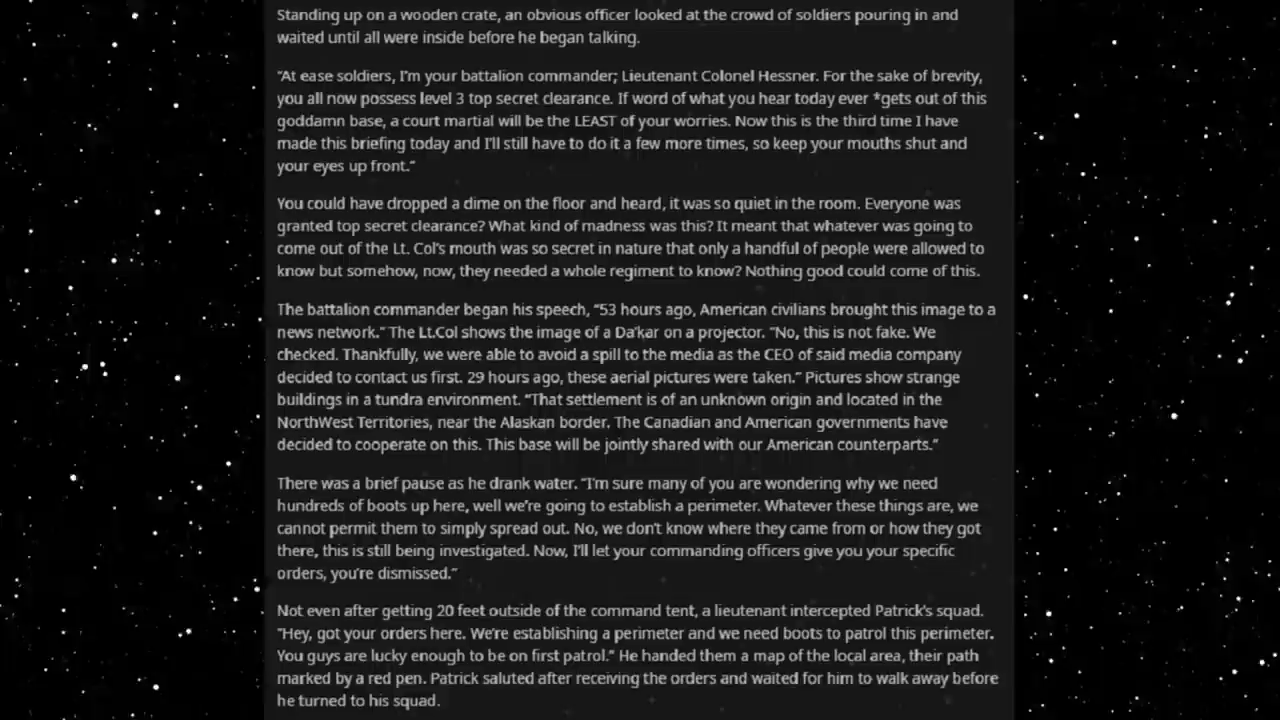 Standing up on a wooden crate, an obvious officer looked at the crowd of soldiers pouring in and
waited until all were inside before he began talking.
“At ease soldiers, I’m your battalion commander; Lieutenant Colonel Hessner. For the sake of brevity,
you all now possess level 3 top secret clearance. If word of what you hear today ever *gets out of this
goddamn base, a court martial will be the LEAST of your worries. Now this is the third time I have
made this briefing today and I’ll still have to do it a few more times, so keep your mouths shut and
your eyes up front.”
You could have dropped a dime on the floor and heard, it was so quiet in the room. Everyone was
granted top secret clearance? What kind of madness was this? It meant that whatever was going to
come out of the Lt. Col’s mouth was so secret in nature that only a handful of people were allowed to
know but somehow, now, they needed a whole regiment to know? Nothing good could come of this.
The battalion commander began his speech, “53 hours ago, American civilians brought this image to a
news network.” The Lt.Col shows the image of a Da’kar on a projector. “No, this is not fake. We
checked. Thankfully, we were able to avoid a spill to the media as the CEO of said media company
decided to contact us first. 29 hours ago, these aerial pictures were taken.” Pictures show strange
buildings in a tundra environment. “That settlement is of an unknown origin and located in the
NorthWest Territories, near the Alaskan border. The Canadian and American governments have
decided to cooperate on this. This base will be jointly shared with our American counterparts.”
There was a brief pause as he drank water. “I’m sure many of you are wondering why we need
hundreds of boots up here, well we’re going to establish a perimeter. Whatever these things are, we
cannot permit them to simply spread out. No, we don’t know where they came from or how they got
there, this is still being investigated. Now, I’ll let your commanding officers give you your specific
orders, you’re dismissed.”
Not even after getting 20 feet outside of the command tent, a lieutenant intercepted Patrick’s squad.
“Hey, got your orders here. We’re establishing a perimeter and we need boots to patrol this perimeter.
You guys are lucky enough to be on first patrol.” He handed them a map of the local area, their path
marked by a red pen. Patrick saluted after receiving the orders and waited for him to walk away before
he turned to his squad.